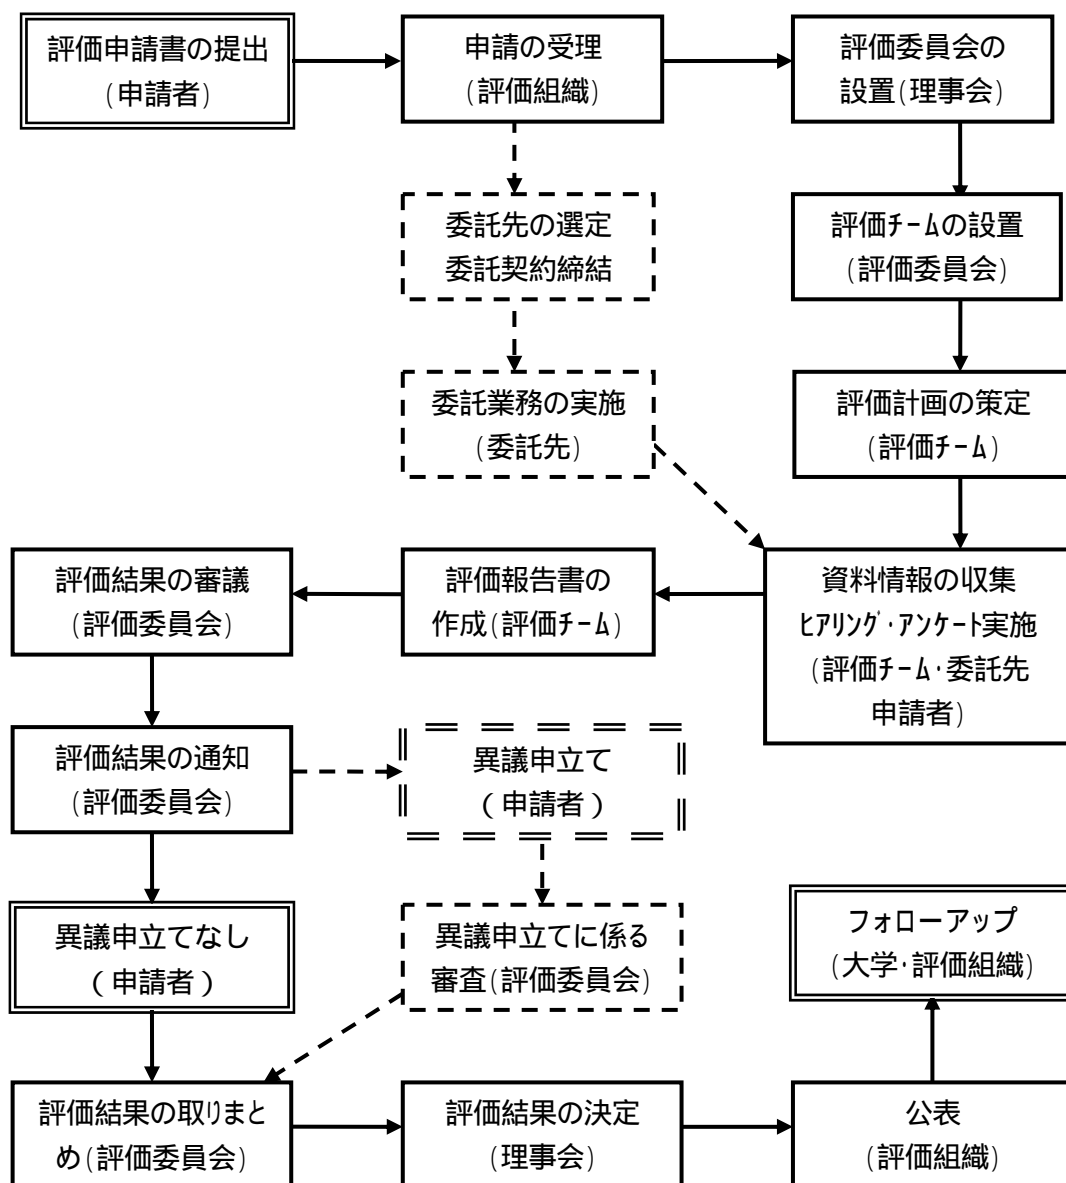 評価申請書の提出
(申請者)
申請の受理
(評価組織)
評価委員会の
設置(理事会)
委託先の選定
委託契約締結
評価ﾁｰﾑの設置
(評価委員会)
委託業務の実施
(委託先)
評価計画の策定
(評価ﾁｰﾑ)
資料情報の収集
ﾋｱﾘﾝｸﾞ･ｱﾝｹｰﾄ実施
(評価ﾁｰﾑ･委託先
申請者)
評価報告書の
作成(評価ﾁｰﾑ)
評価結果の審議
(評価委員会)
評価結果の通知
(評価委員会)
異議申立て
(申請者)
異議申立てなし
(申請者)
異議申立てに係る
審査(評価委員会)
評価結果の取りまと
め(評価委員会)
評価結果の決定
(理事会)
公表
(評価組織)
フォローアップ
(大学･評価組織)